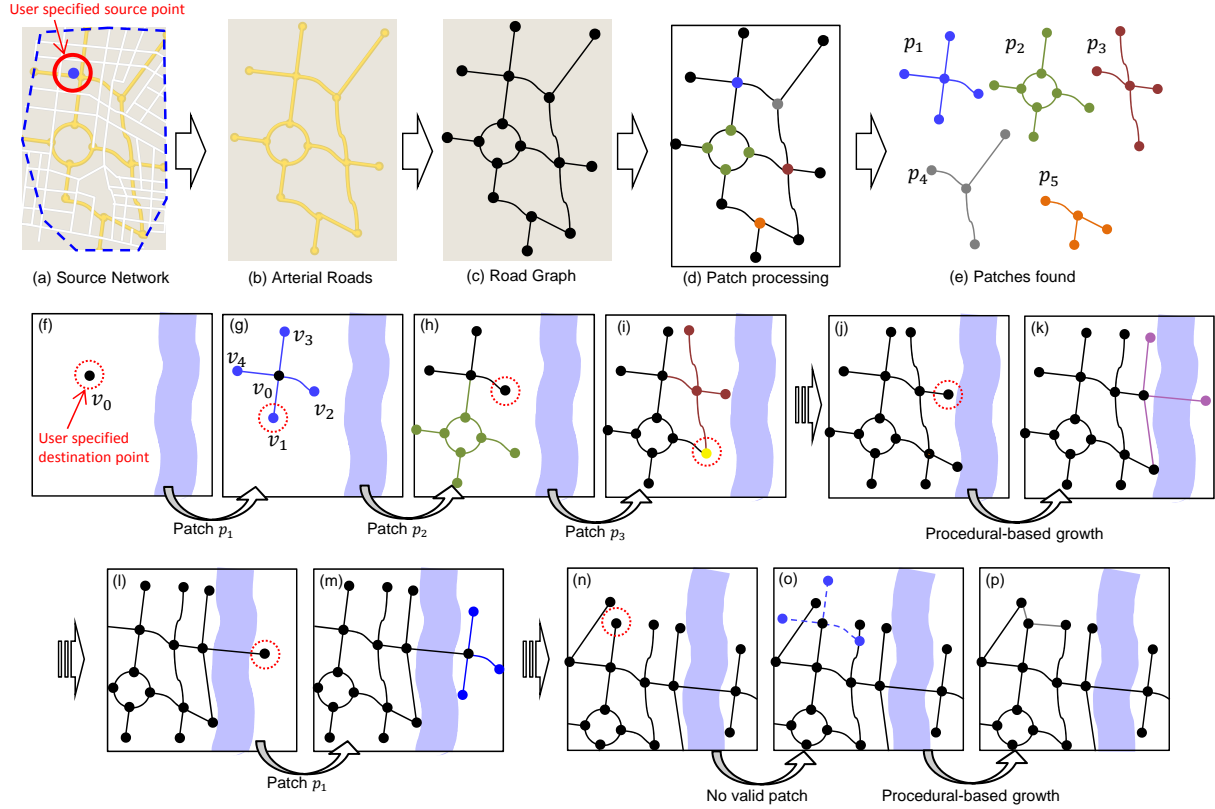 User specified source point
p1
p2
p3
p4
p5
(a) Source Network
(b) Arterial Roads
(c) Road Graph
(d) Patch processing
(e) Patches found
(f)
v0
User specified
destination point
(g)
v3
v4
v0
v2
v1
(h)
(i)
(j)
(k)
Patch p1
Patch p2
Patch p3
Procedural-based growth
(l)
(m)
(n)
(o)
(p)
Patch p1
No valid patch
Procedural-based growth